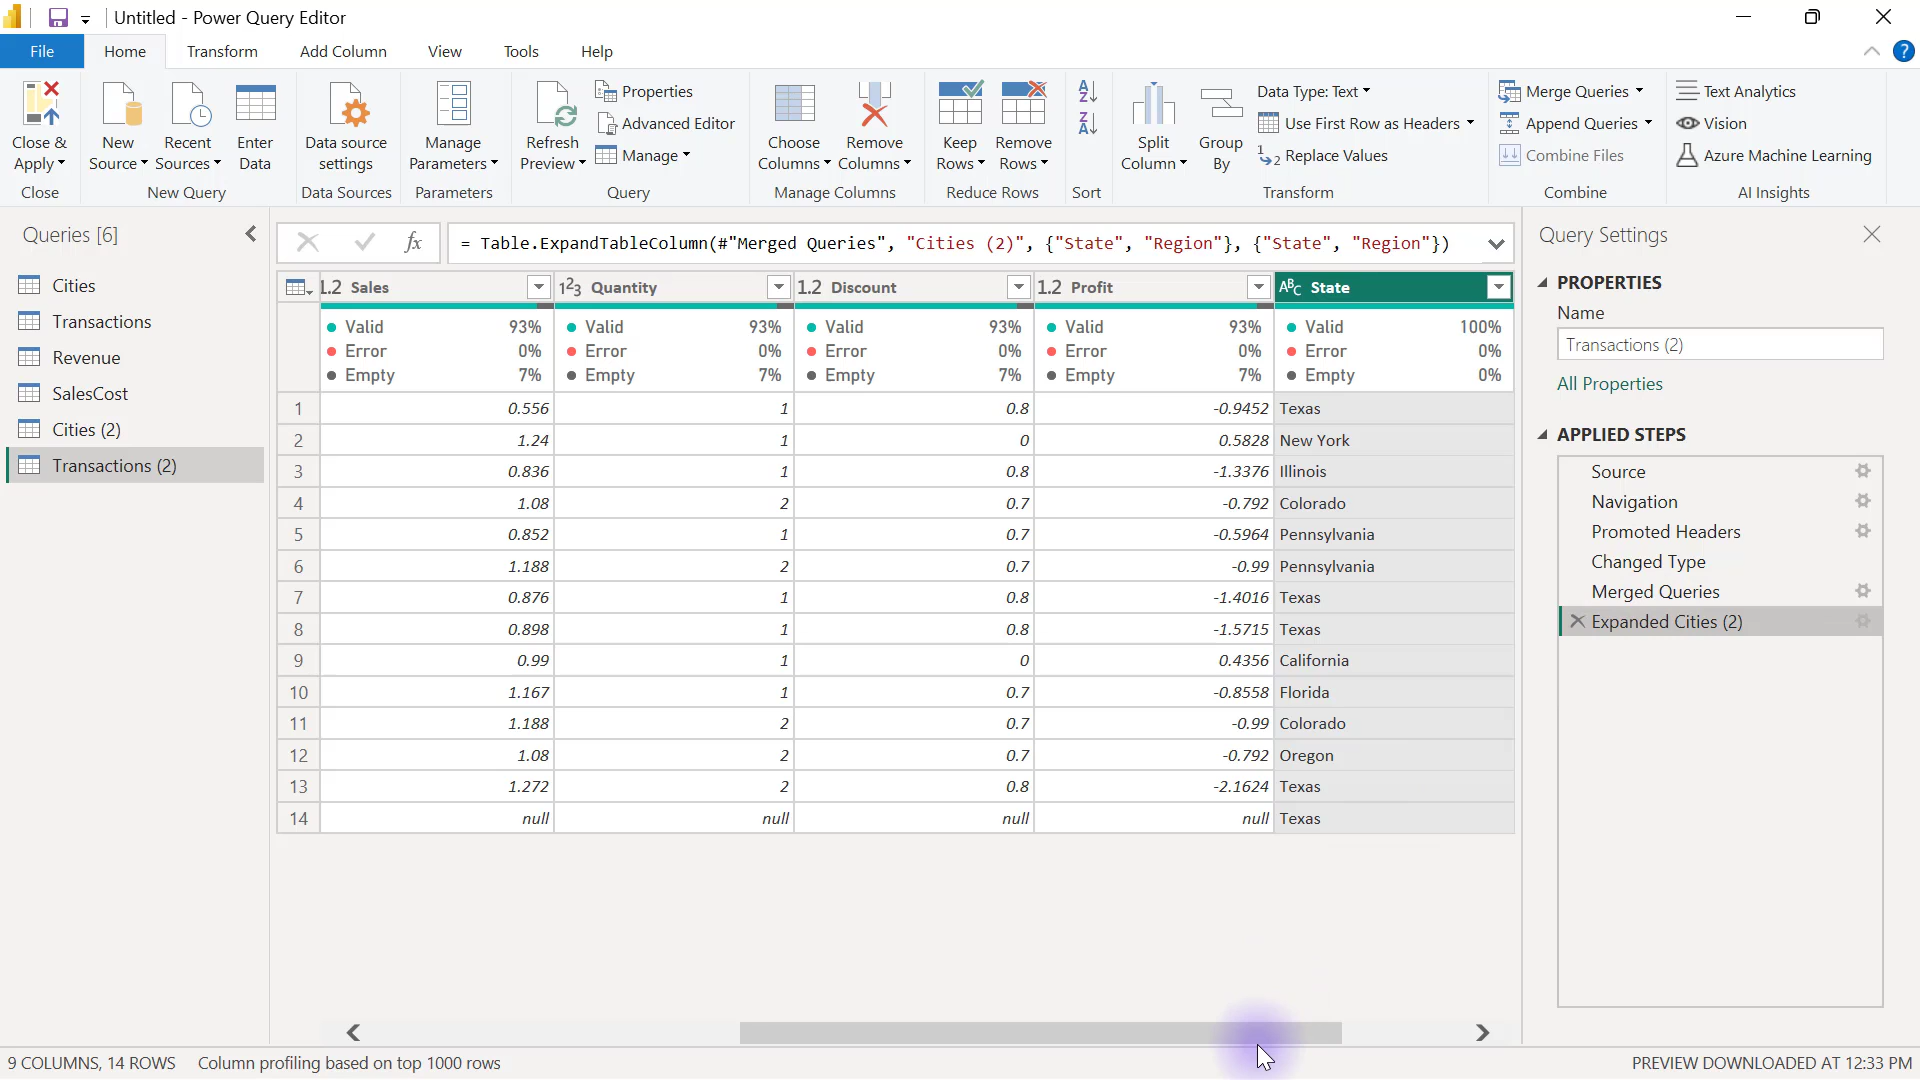 Untitled - Power Query Editor
File Home Transform Add Column View Tools Help
Close & Apply
Close
New Source
Recent Sources
Enter Data
New Query
Data source settings
Data Sources
Manage Parameters
Parameters
Refresh Preview
Properties
Advanced Editor
Manage
Query
Choose Columns
Remove Columns
Manage Columns
Keep Rows
Remove Rows
Reduce Rows
Sort
Split Column
Group By
Data Type: Text
Use First Row as Headers
Replace Values
Transform
Merge Queries
Append Queries
Combine Files
Combine
Text Analytics
Vision
Azure Machine Learning
AI Insights
Queries [6]
Cities
Transactions
Revenue
SalesCost
Cities (2)
Transactions (2)
fx = Table.ExpandTableColumn(#"Merged Queries", "Cities (2)", {"State", "Region"}, {"State", "Region"})
1.2 Sales 1²3 Quantity 1.2 Discount 1.2 Profit ABC State
Valid 93% Valid 93% Valid 93% Valid 93% Valid 100%
Error 0% Error 0% Error 0% Error 0% Error 0%
Empty 7% Empty 7% Empty 7% Empty 7% Empty 0%
1 0.556 1 0.8 -0.9452 Texas
2 1.24 1 0 0.5828 New York
3 0.836 1 0.8 -1.3376 Illinois
4 1.08 2 0.7 -0.792 Colorado
5 0.852 1 0.7 -0.5964 Pennsylvania
6 1.188 2 0.7 -0.99 Pennsylvania
7 0.876 1 0.8 -1.4016 Texas
8 0.898 1 0.8 -1.5715 Texas
9 0.99 1 0 0.4356 California
10 1.167 1 0.7 -0.8558 Florida
11 1.188 2 0.7 -0.99 Colorado
12 1.08 2 0.7 -0.792 Oregon
13 1.272 2 0.8 -2.1624 Texas
14 null null null null Texas
Query Settings
PROPERTIES
Name
Transactions (2)
All Properties
APPLIED STEPS
Source
Navigation
Promoted Headers
Changed Type
Merged Queries
Expanded Cities (2)
9 COLUMNS, 14 ROWS Column profiling based on top 1000 rows
PREVIEW DOWNLOADED AT 12:33 PM